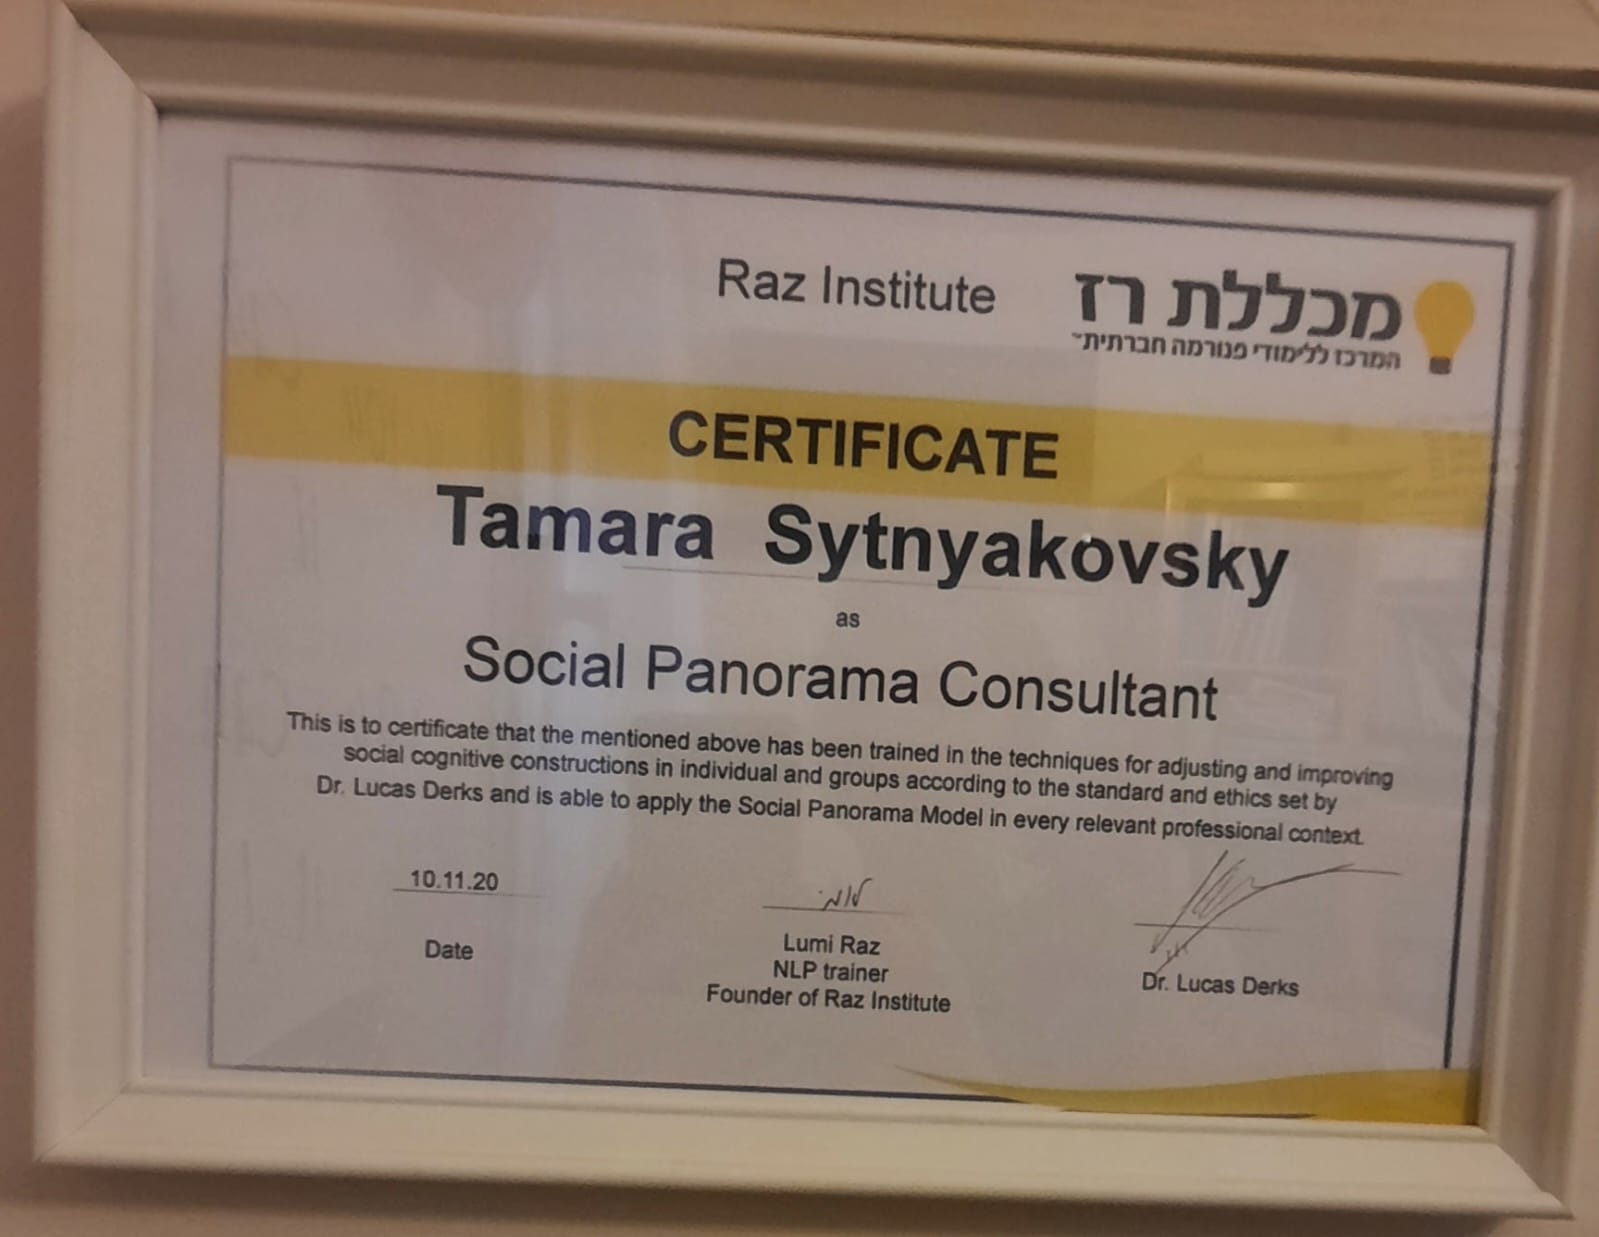 Raz Institute
מכללת רז
המרכז ללימודי פנורמה חברתית™
CERTIFICATE
Tamara Sytnyakovsky
as
Social Panorama Consultant
This is to certificate that the mentioned above has been trained in the techniques for adjusting and improving
social cognitive constructions in individual and groups according to the standard and ethics set by
Dr. Lucas Derks and is able to apply the Social Panorama Model in every relevant professional context.
10.11.20
Date
Lumi Raz
NLP trainer
Founder of Raz Institute
Dr. Lucas Derks